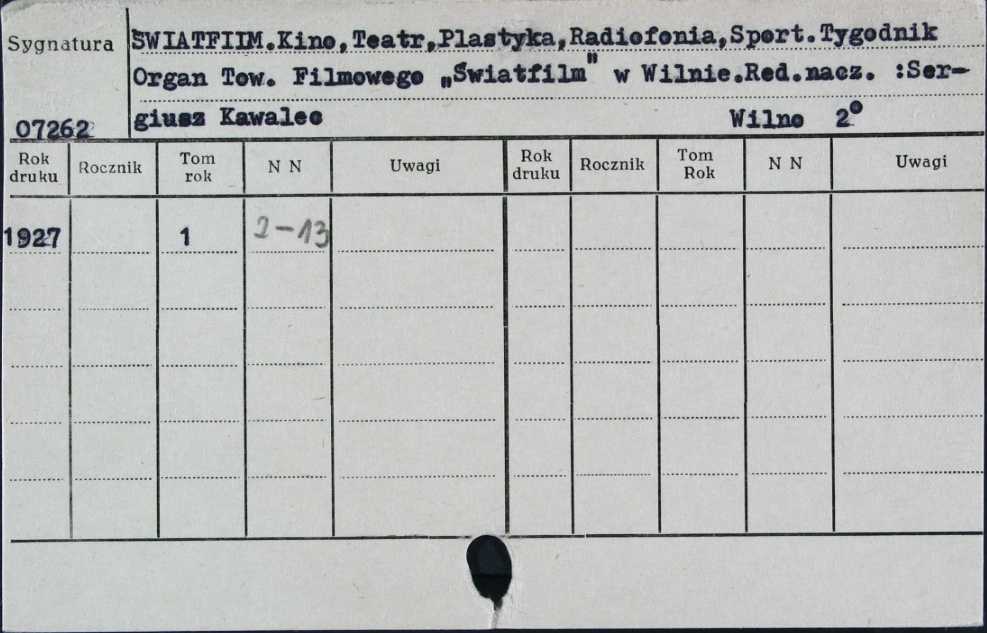 Sygnatura
ŚWIATFIIM.Kino,Teatr,Plastyka,Radiofonia,Sport.Tygodnik
Organ Tow. Filmowego „Światfilm" w Wilnie.Red.nacz. :Ser-
07262 giusz Kawalec Wilno 2°
Rok druku Rocznik Tom rok N N Uwagi Rok druku Rocznik Tom Rok N N Uwagi
1927 1 2-13